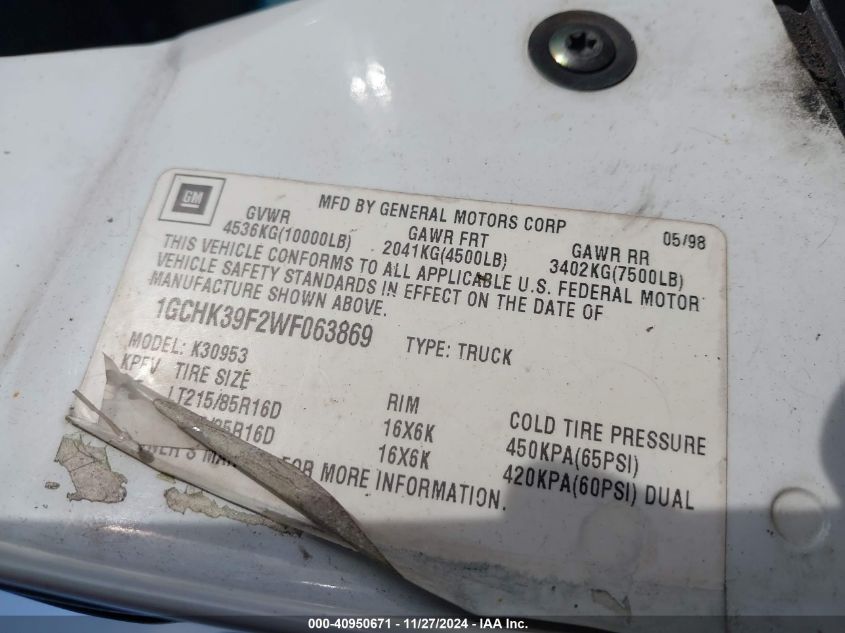 GM
MFD BY GENERAL MOTORS CORP
05/98
GVWR GAWR FRT GAWR RR
4536KG(10000LB) 2041KG(4500LB) 3402KG(7500LB)
THIS VEHICLE CONFORMS TO ALL APPLICABLE U.S. FEDERAL MOTOR
VEHICLE SAFETY STANDARDS IN EFFECT ON THE DATE OF
MANUFACTURE SHOWN ABOVE.
1GCHK39F2WF063869 TYPE: TRUCK
MODEL: K30953
TIRE SIZE RIM COLD TIRE PRESSURE
LT215/85R16D 16X6K 450KPA(65PSI)
85R16D 16X6K 420KPA(60PSI) DUAL
FOR MORE INFORMATION.
000-40950671 - 11/27/2024 - IAA Inc.